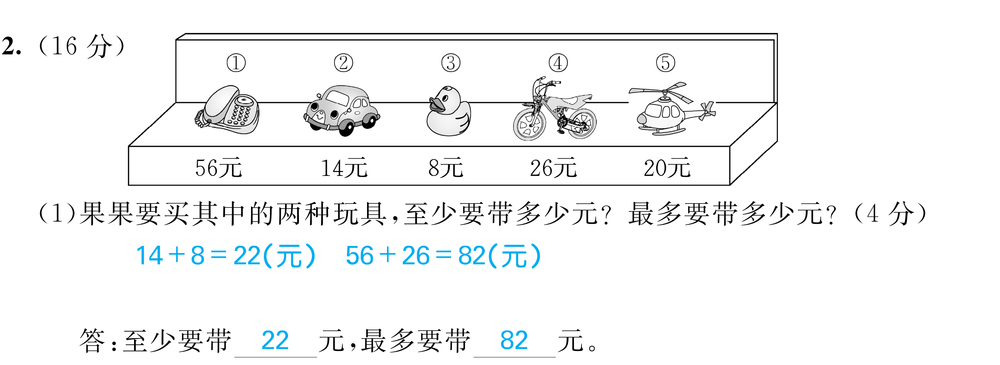 2.（16 分）
① ② ③ ④ ⑤
56元 14元 8元 26元 20元
（1）果果要买其中的两种玩具，至少要带多少元？最多要带多少元？（4 分）
14＋8＝22（元） 56＋26＝82（元）
答：至少要带 22 元，最多要带 82 元。